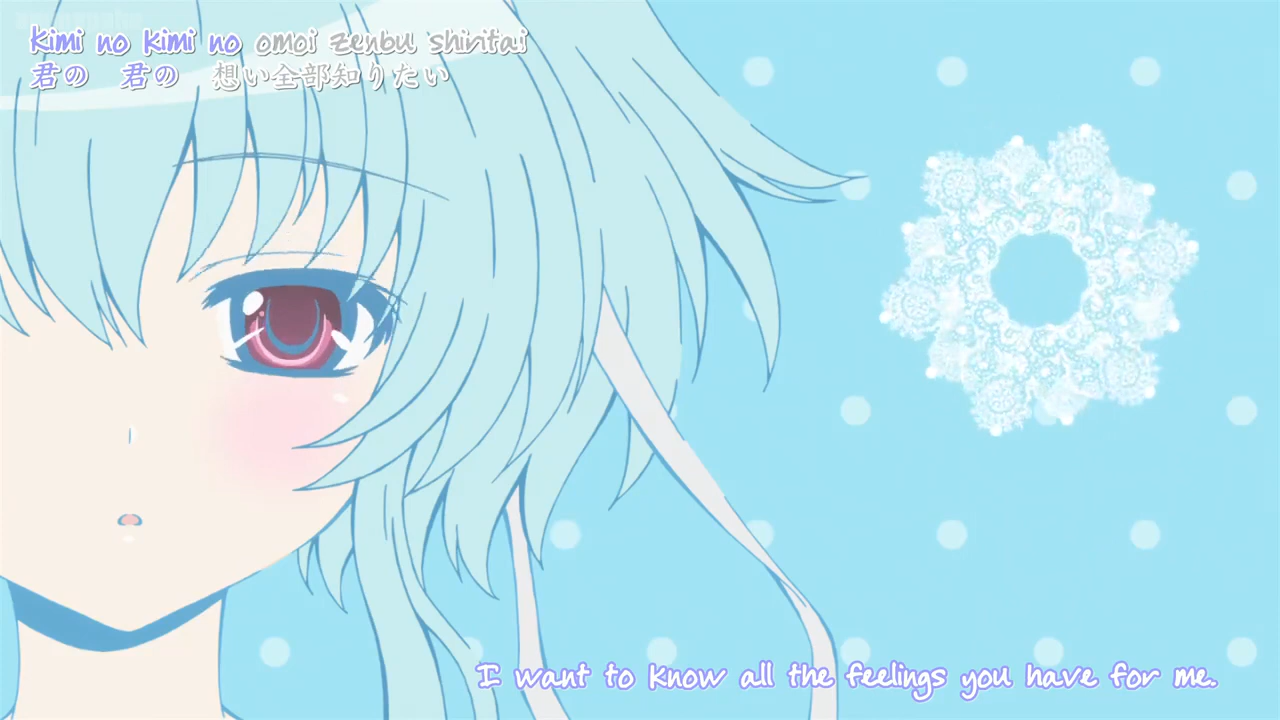 kimi no kimi no omoi zenbu shiritai
君の　君の　想い全部知りたい
I want to know all the feelings you have for me.